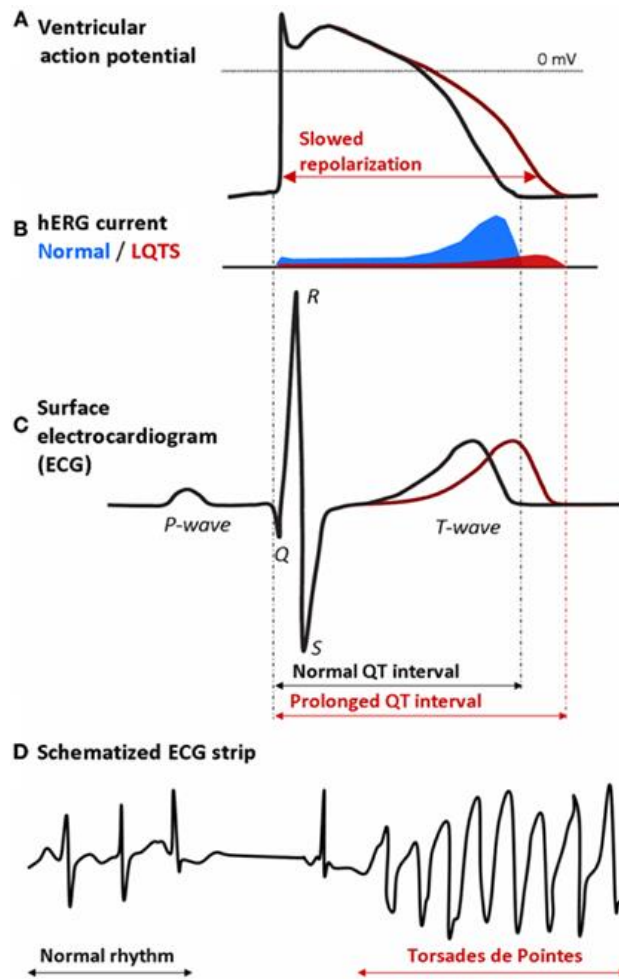 A Ventricular
action potential
0 mV
Slowed
repolarization
B hERG current
Normal / LQTS
R
C Surface
electrocardiogram
(ECG)
P-wave
Q
T-wave
S
Normal QT interval
Prolonged QT interval
D Schematized ECG strip
Normal rhythm
Torsades de Pointes